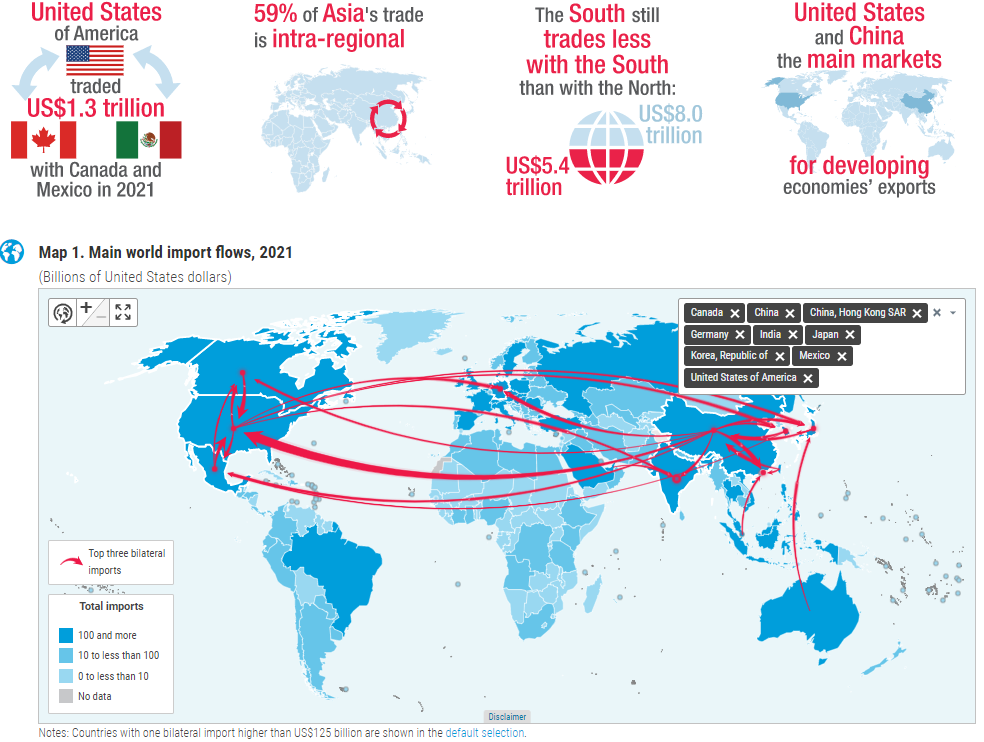 United States
of America
traded
US$1.3 trillion
with Canada and
Mexico in 2021
59% of Asia's trade
is intra-regional
The South still
trades less
with the South
than with the North:
US$8.0
trillion
US$5.4
trillion
United States
and China
the main markets
for developing
economies' exports
Map 1. Main world import flows, 2021
(Billions of United States dollars)
Canada China China, Hong Kong SAR
Germany India Japan
Korea, Republic of Mexico
United States of America
Top three bilateral
imports
Total imports
100 and more
10 to less than 100
0 to less than 10
No data
Disclaimer
Notes: Countries with one bilateral import higher than US$125 billion are shown in the default selection.